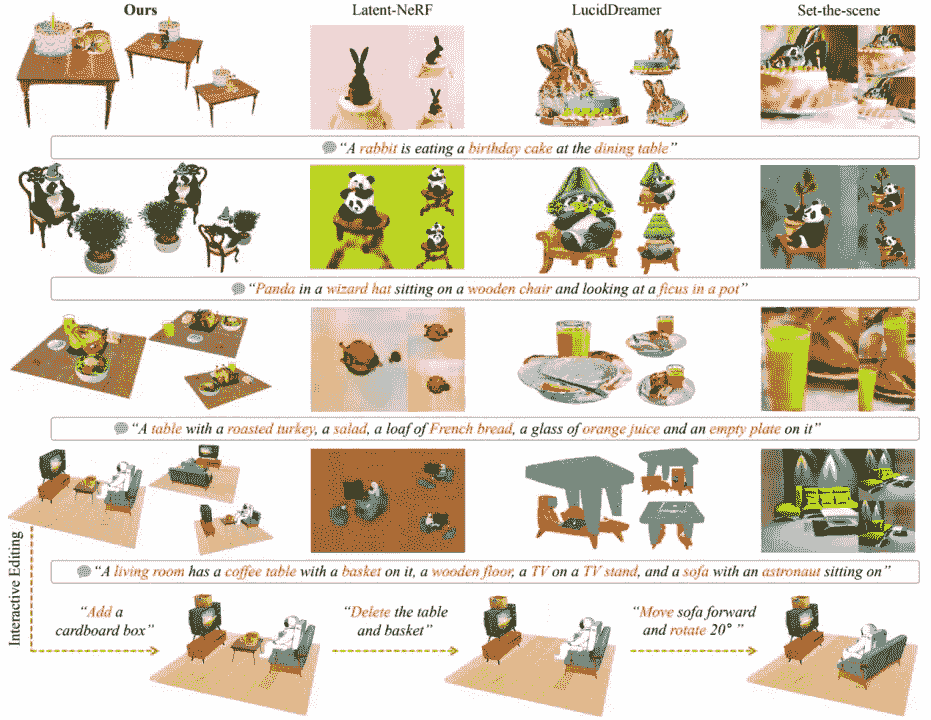 Ours Latent-NeRF LucidDreamer Set-the-scene
“A rabbit is eating a birthday cake at the dining table”
“Panda in a wizard hat sitting on a wooden chair and looking at a ficus in a pot”
“A table with a roasted turkey, a salad, a loaf of French bread, a glass of orange juice and an empty plate on it”
“A living room has a coffee table with a basket on it, a wooden floor, a TV on a TV stand, and a sofa with an astronaut sitting on”
Interactive Editing
“Add a
cardboard box”
“Delete the table
and basket”
“Move sofa forward
and rotate 20° ”